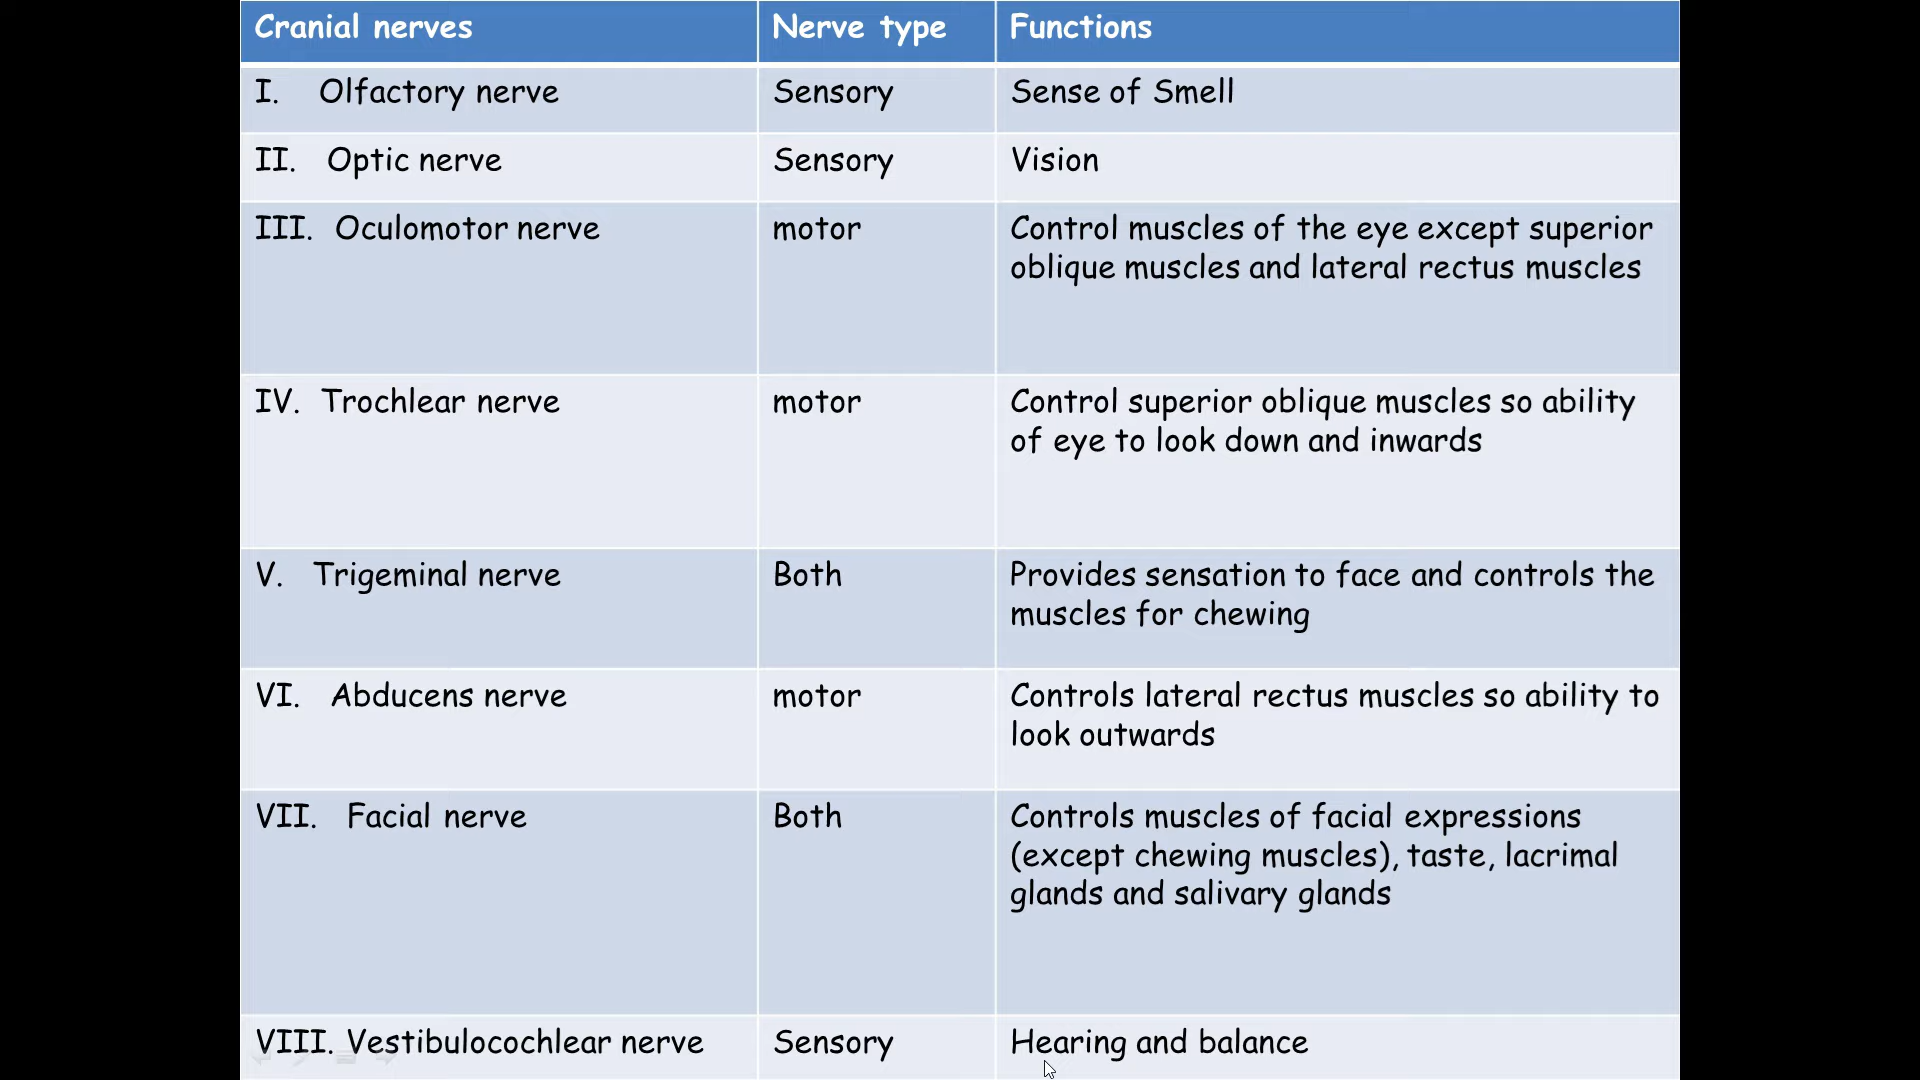 Cranial nerves Nerve type Functions
I. Olfactory nerve Sensory Sense of Smell
II. Optic nerve Sensory Vision
III. Oculomotor nerve motor Control muscles of the eye except superior
oblique muscles and lateral rectus muscles
IV. Trochlear nerve motor Control superior oblique muscles so ability
of eye to look down and inwards
V. Trigeminal nerve Both Provides sensation to face and controls the
muscles for chewing
VI. Abducens nerve motor Controls lateral rectus muscles so ability to
look outwards
VII. Facial nerve Both Controls muscles of facial expressions
(except chewing muscles), taste, lacrimal
glands and salivary glands
VIII. Vestibulocochlear nerve Sensory Hearing and balance